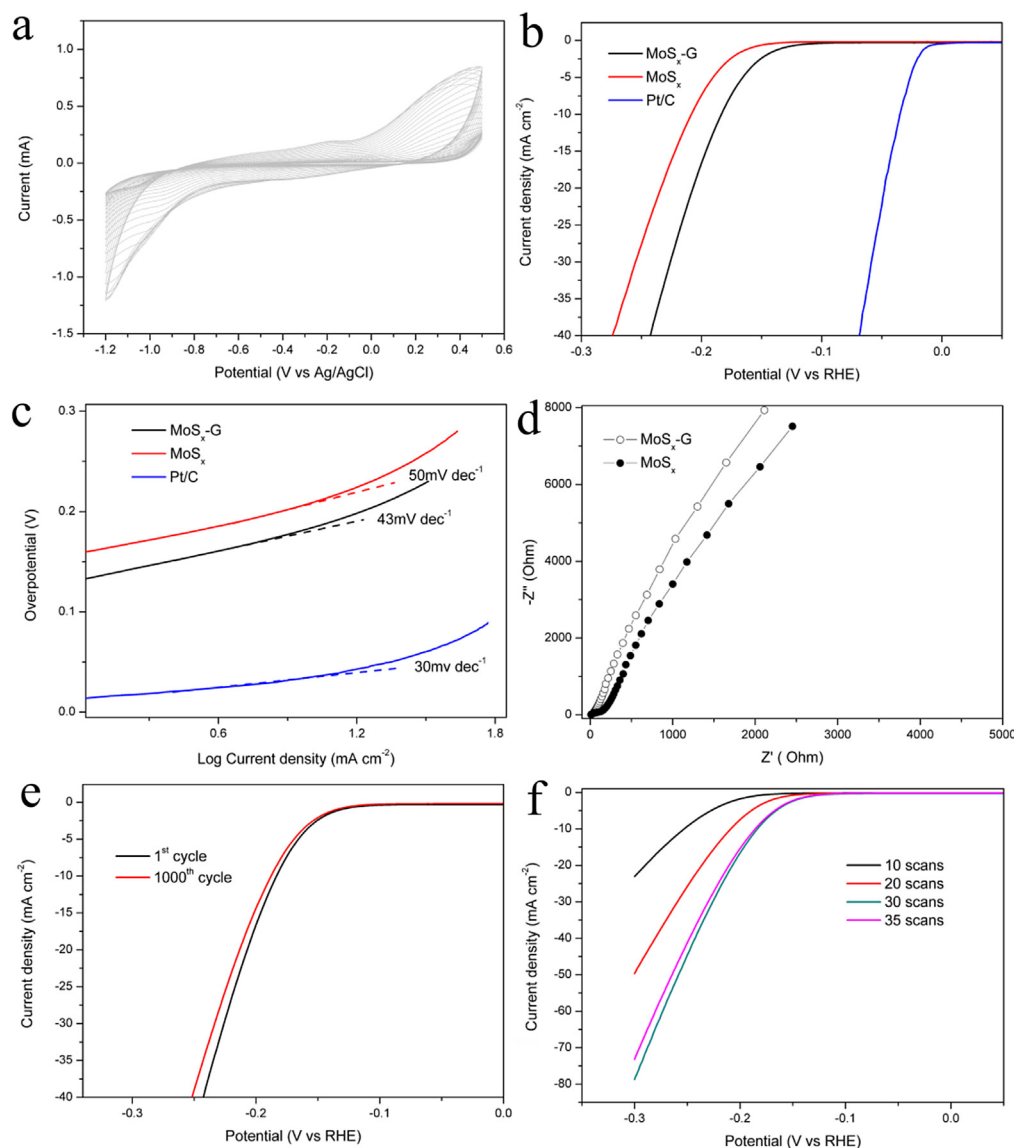 a
1.5
1.0
0.5
0.0
-0.5
-1.0
-1.5
Current (mA)
-1.2 -1.0 -0.8 -0.6 -0.4 -0.2 0.0 0.2 0.4 0.6
Potential (V vs Ag/AgCl)
b
MoSₓ-G
MoSₓ
Pt/C
0
-5
-10
-15
-20
-25
-30
-35
-40
Current density (mA cm⁻²)
-0.3 -0.2 -0.1 0.0
Potential (V vs RHE)
c
MoSₓ-G
MoSₓ
Pt/C
50mV dec⁻¹
43mV dec⁻¹
30mv dec⁻¹
0.3
0.2
0.1
0.0
Overpotential (V)
0.6 1.2 1.8
Log Current density (mA cm⁻²)
d
MoSₓ-G
MoSₓ
8000
6000
4000
2000
0
-Z'' (Ohm)
0 1000 2000 3000 4000 5000
Z' ( Ohm)
e
1ˢᵗ cycle
1000ᵗʰ cycle
0
-5
-10
-15
-20
-25
-30
-35
-40
Current density (mA cm⁻²)
-0.3 -0.2 -0.1 0.0
Potential (V vs RHE)
f
10 scans
20 scans
30 scans
35 scans
0
-10
-20
-30
-40
-50
-60
-70
-80
Current density (mA cm⁻²)
-0.3 -0.2 -0.1 0.0
Potential (V vs RHE)